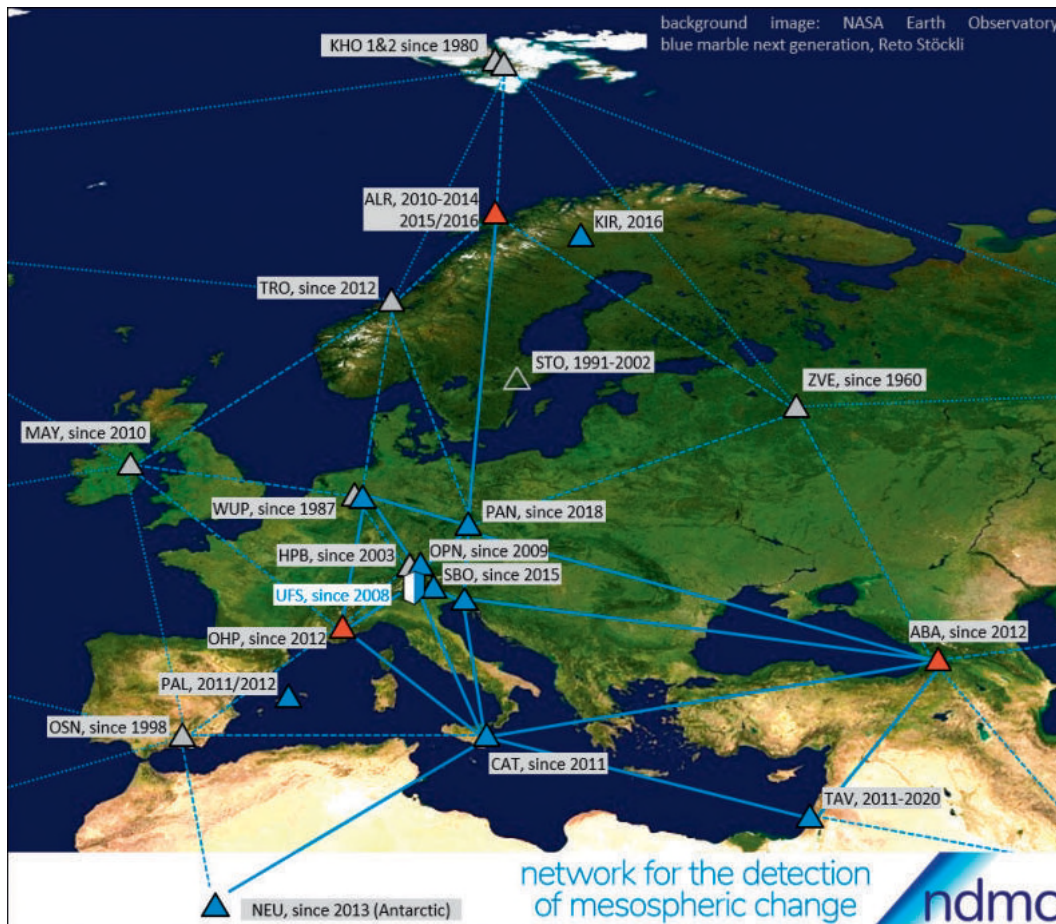 background image: NASA Earth Observatory
blue marble next generation, Reto Stöckli
KHO 1&2 since 1980
ALR, 2010-2014
2015/2016
KIR, 2016
TRO, since 2012
STO, 1991-2002
ZVE, since 1960
MAY, since 2010
WUP, since 1987
PAN, since 2018
HPB, since 2003
OPN, since 2009
SBO, since 2015
UFS, since 2008
OHP, since 2012
ABA, since 2012
PAL, 2011/2012
OSN, since 1998
CAT, since 2011
TAV, 2011-2020
network for the detection
of mesospheric change
ndmc
NEU, since 2013 (Antarctic)